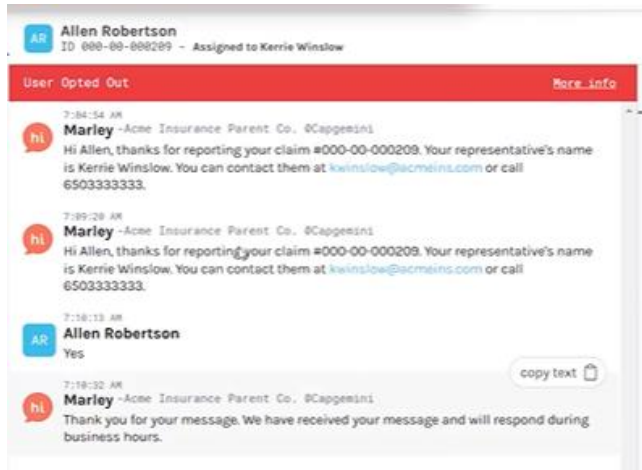 AR
Allen Robertson
ID 000-00-000209 - Assigned to Kerrie Winslow
User Opted Out More info
7:04:54 AM
hi
Marley -Acme Insurance Parent Co. @Capgemini
Hi Allen, thanks for reporting your claim #000-00-000209. Your representative's name
is Kerrie Winslow. You can contact them at kwinslow@acmeins.com or call
6503333333.
7:09:20 AM
hi
Marley -Acme Insurance Parent Co. @Capgemini
Hi Allen, thanks for reporting your claim #000-00-000209. Your representative's name
is Kerrie Winslow. You can contact them at kwinslow@acmeins.com or call
6503333333.
7:10:13 AM
AR
Allen Robertson
Yes
copy text
7:10:32 AM
hi
Marley -Acme Insurance Parent Co. @Capgemini
Thank you for your message. We have received your message and will respond during
business hours.